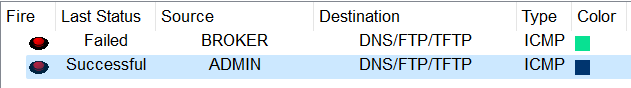 Fire Last Status Source Destination Type Color
Failed BROKER DNS/FTP/TFTP ICMP
Successful ADMIN DNS/FTP/TFTP ICMP